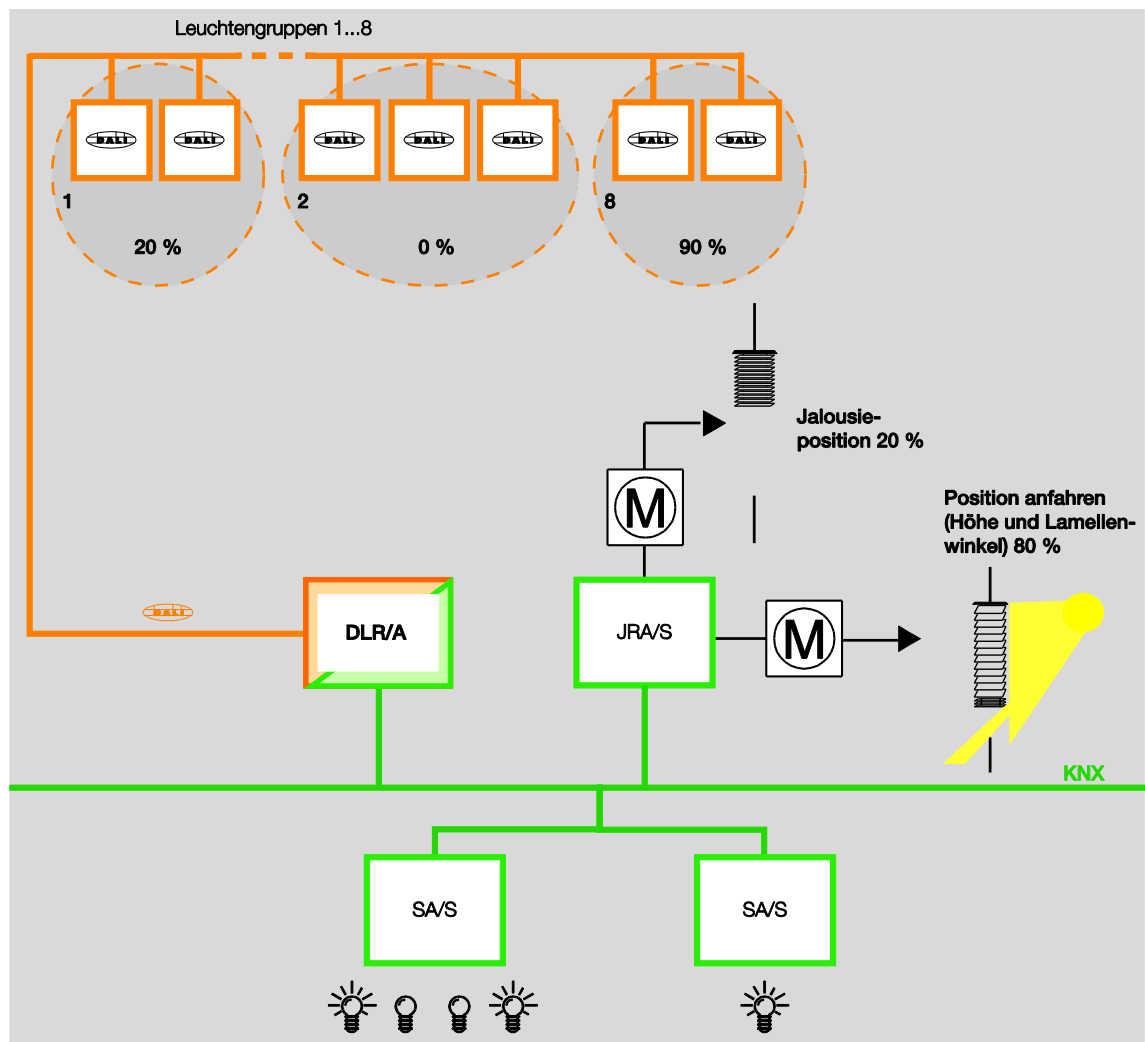 Leuchtengruppen 1...8
DALI DALI DALI DALI DALI DALI DALI
1 2 8
20 % 0 % 90 %
Jalousie-
position 20 %
M
Position anfahren
(Höhe und Lamellen-
winkel) 80 %
DALI
DLR/A
JRA/S
M
KNX
SA/S SA/S